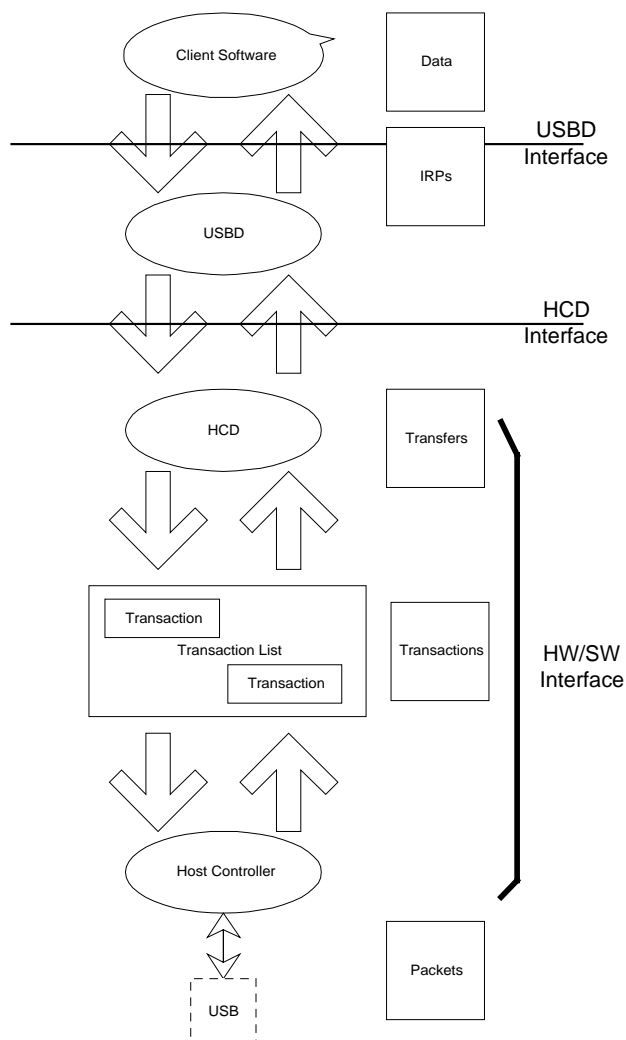 Client Software
Data
USBD
Interface
IRPs
USBD
HCD
Interface
HCD
Transfers
Transaction
Transaction List
Transaction
Transactions
HW/SW
Interface
Host Controller
Packets
USB